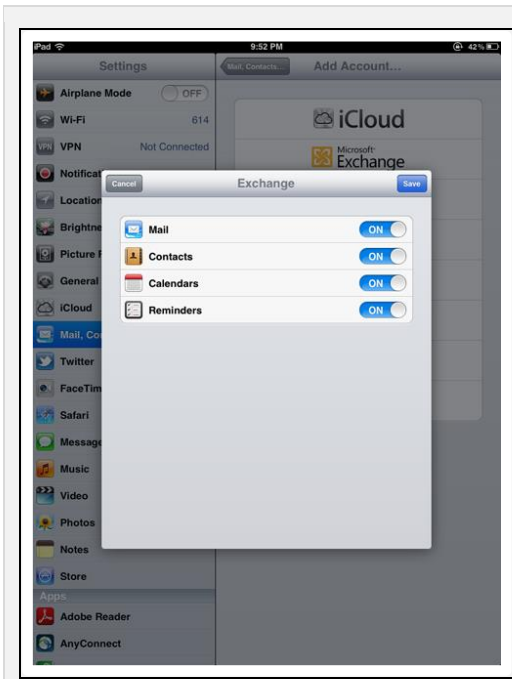 iPad 9:52 PM 42%
Settings
Mail, Contacts... Add Account...
Airplane Mode OFF
Wi-Fi 614
VPN VPN Not Connected
iCloud
Microsoft
Exchange
Notificat
Cancel Exchange Save
Location
Brightne
Mail ON
Picture F
Contacts ON
General
Calendars ON
iCloud
Reminders ON
Mail, Co
Twitter
FaceTim
Safari
Message
Music
Video
Photos
Notes
Store
Apps
Adobe Reader
AnyConnect